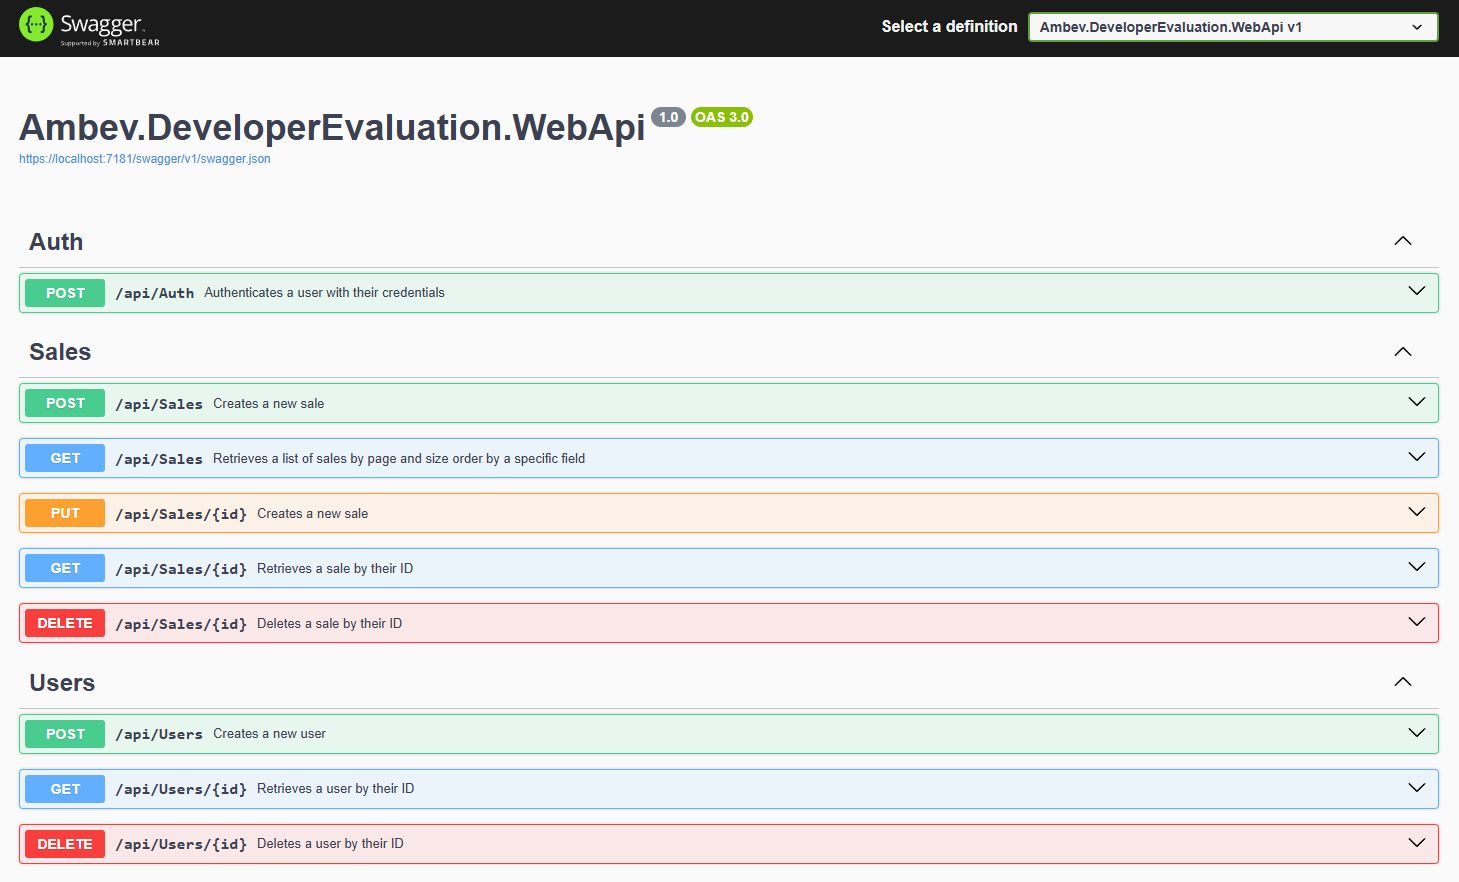 {···} Swagger
Supported by SMARTBEAR
Select a definition
Ambev.DeveloperEvaluation.WebApi v1
Ambev.DeveloperEvaluation.WebApi 1.0 OAS 3.0
https://localhost:7181/swagger/v1/swagger.json
Auth
POST /api/Auth Authenticates a user with their credentials
Sales
POST /api/Sales Creates a new sale
GET /api/Sales Retrieves a list of sales by page and size order by a specific field
PUT /api/Sales/{id} Creates a new sale
GET /api/Sales/{id} Retrieves a sale by their ID
DELETE /api/Sales/{id} Deletes a sale by their ID
Users
POST /api/Users Creates a new user
GET /api/Users/{id} Retrieves a user by their ID
DELETE /api/Users/{id} Deletes a user by their ID